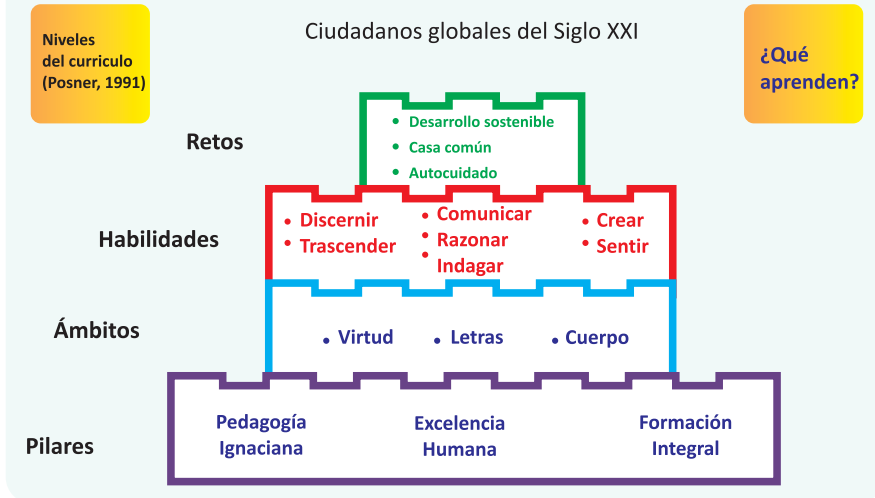 Ciudadanos globales del Siglo XXI
Niveles
del curriculo
(Posner, 1991)
¿Qué
aprenden?
Retos
• Desarrollo sostenible
• Casa común
• Autocuidado
Habilidades
• Discernir
• Trascender
• Comunicar
• Razonar
• Indagar
• Crear
• Sentir
Ámbitos
• Virtud
• Letras
• Cuerpo
Pilares
Pedagogía
Ignaciana
Excelencia
Humana
Formación
Integral